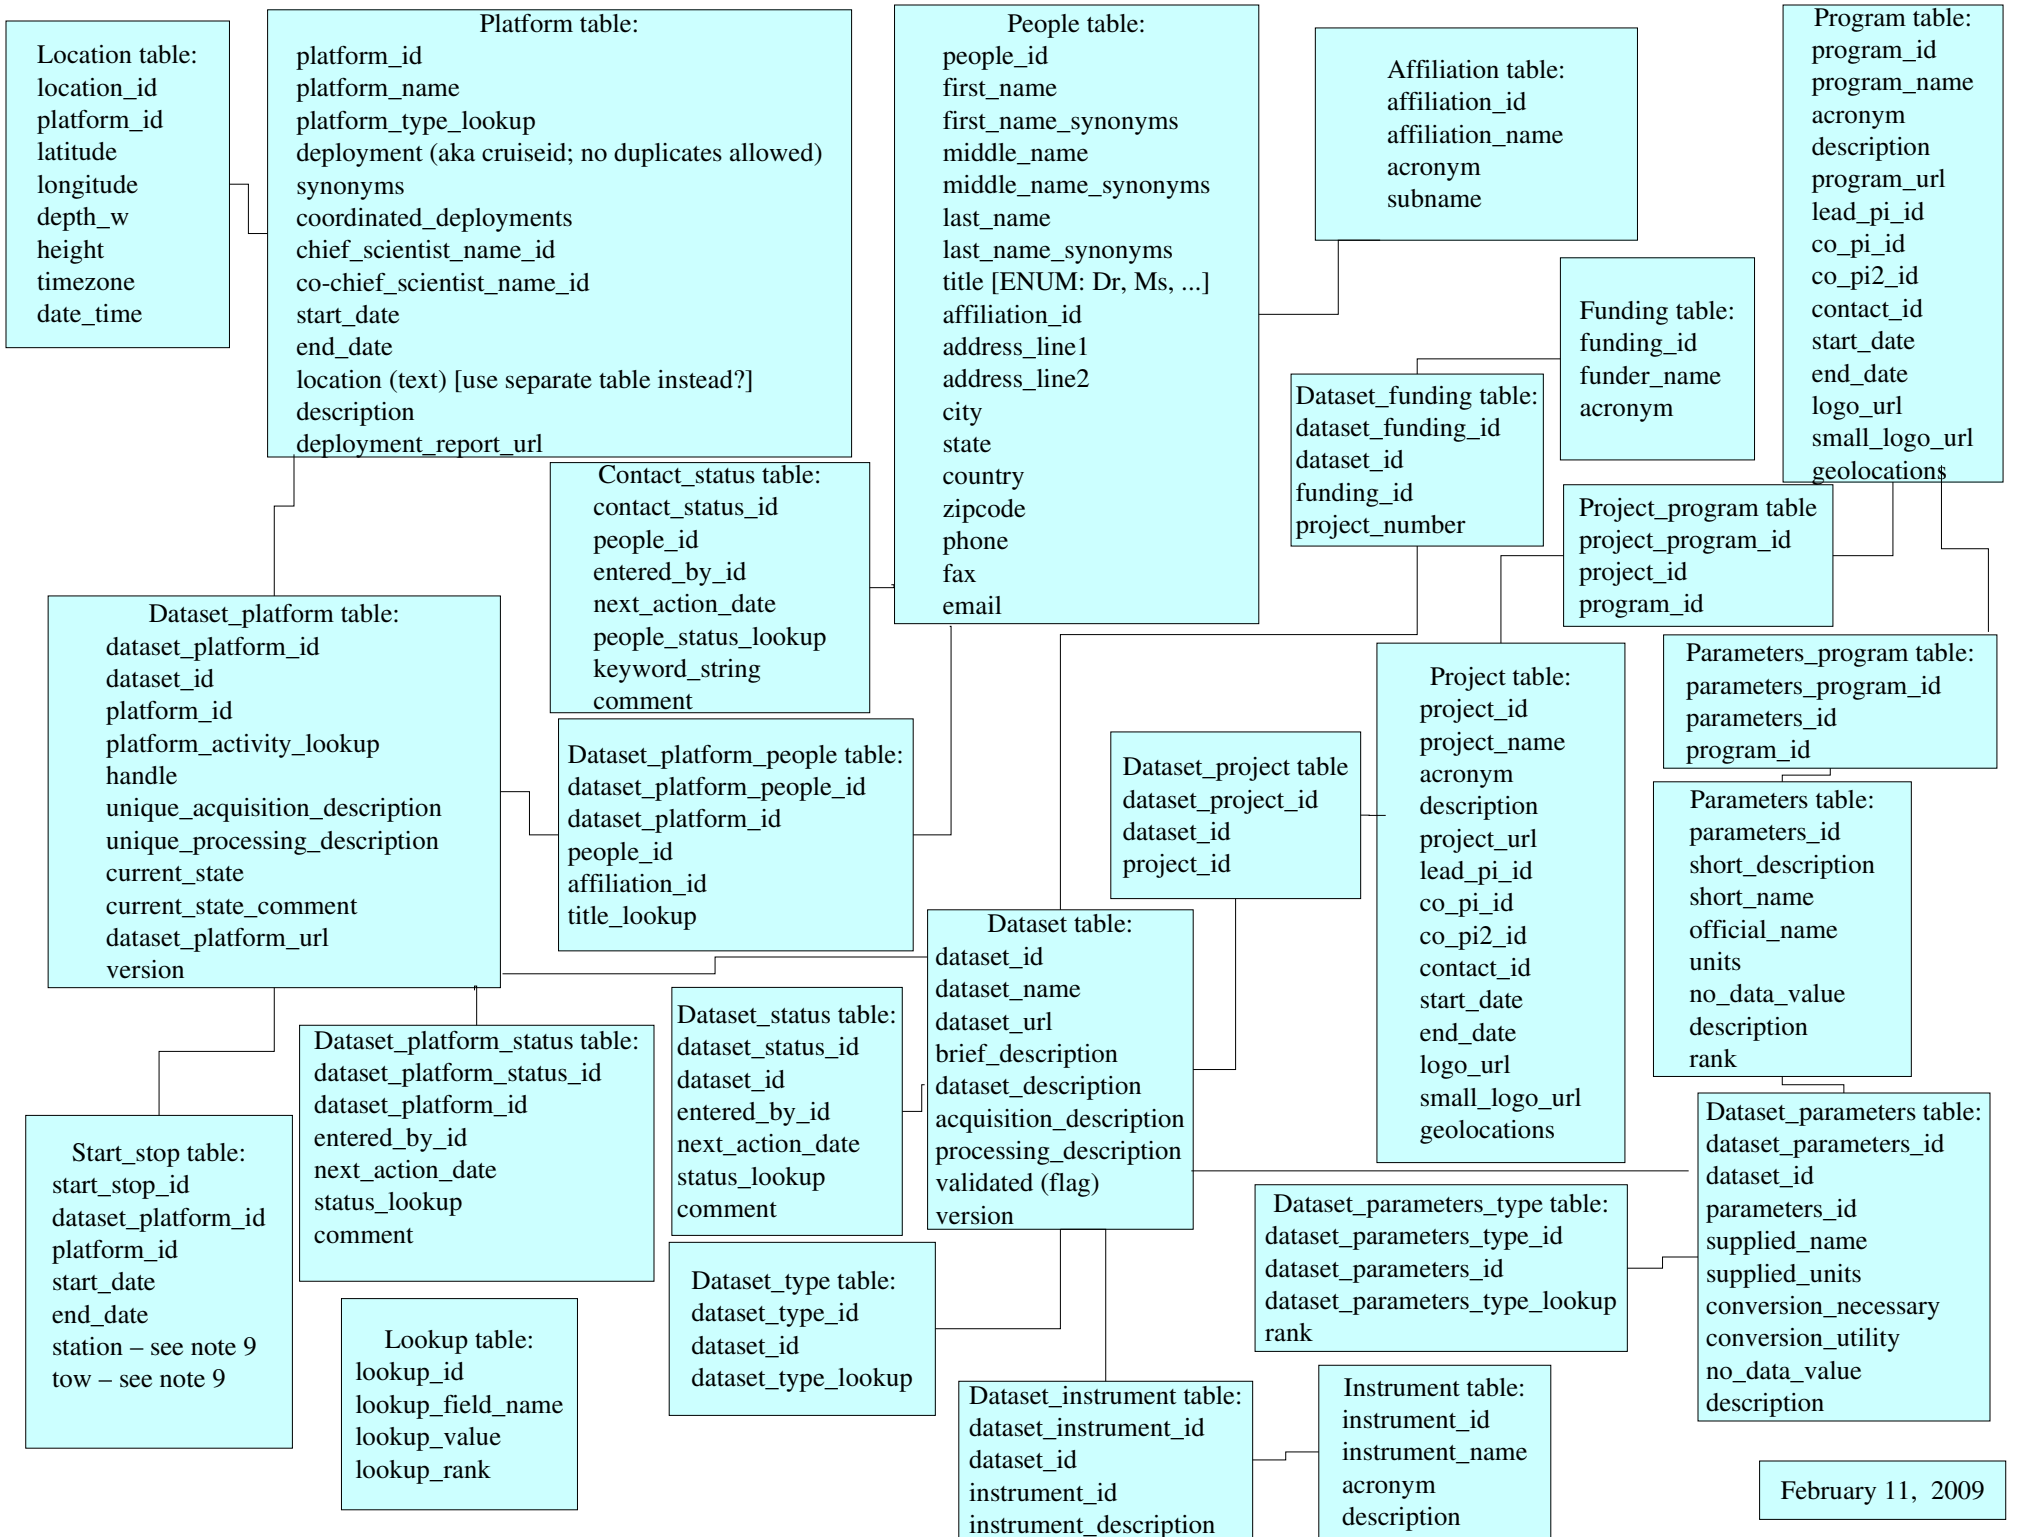 Location table:
location_id
platform_id
latitude
longitude
depth_w
height
timezone
date_time
Platform table:
platform_id
platform_name
platform_type_lookup
deployment (aka cruiseid; no duplicates allowed)
synonyms
coordinated_deployments
chief_scientist_name_id
co-chief_scientist_name_id
start_date
end_date
location (text) [use separate table instead?]
description
deployment_report_url
People table:
people_id
first_name
first_name_synonyms
middle_name
middle_name_synonyms
last_name
last_name_synonyms
title [ENUM: Dr, Ms, ...]
affiliation_id
address_line1
address_line2
city
state
country
zipcode
phone
fax
email
Affiliation table:
affiliation_id
affiliation_name
acronym
subname
Program table:
program_id
program_name
acronym
description
program_url
lead_pi_id
co_pi_id
co_pi2_id
contact_id
start_date
end_date
logo_url
small_logo_url
geolocations
Funding table:
funding_id
funder_name
acronym
Dataset_funding table:
dataset_funding_id
dataset_id
funding_id
project_number
Contact_status table:
contact_status_id
people_id
entered_by_id
next_action_date
people_status_lookup
keyword_string
comment
Project_program table
project_program_id
project_id
program_id
Dataset_platform table:
dataset_platform_id
dataset_id
platform_id
platform_activity_lookup
handle
unique_acquisition_description
unique_processing_description
current_state
current_state_comment
dataset_platform_url
version
Dataset_platform_people table:
dataset_platform_people_id
dataset_platform_id
people_id
affiliation_id
title_lookup
Dataset_project table
dataset_project_id
dataset_id
project_id
Project table:
project_id
project_name
acronym
description
project_url
lead_pi_id
co_pi_id
co_pi2_id
contact_id
start_date
end_date
logo_url
small_logo_url
geolocations
Parameters_program table:
parameters_program_id
parameters_id
program_id
Parameters table:
parameters_id
short_description
short_name
official_name
units
no_data_value
description
rank
Dataset table:
dataset_id
dataset_name
dataset_url
brief_description
dataset_description
acquisition_description
processing_description
validated (flag)
version
Dataset_status table:
dataset_status_id
dataset_id
entered_by_id
next_action_date
status_lookup
comment
Dataset_platform_status table:
dataset_platform_status_id
dataset_platform_id
entered_by_id
next_action_date
status_lookup
comment
Start_stop table:
start_stop_id
dataset_platform_id
platform_id
start_date
end_date
station – see note 9
tow – see note 9
Dataset_parameters table:
dataset_parameters_id
dataset_id
parameters_id
supplied_name
supplied_units
conversion_necessary
conversion_utility
no_data_value
description
Dataset_parameters_type table:
dataset_parameters_type_id
dataset_parameters_id
dataset_parameters_type_lookup
rank
Dataset_type table:
dataset_type_id
dataset_id
dataset_type_lookup
Lookup table:
lookup_id
lookup_field_name
lookup_value
lookup_rank
Dataset_instrument table:
dataset_instrument_id
dataset_id
instrument_id
instrument_description
Instrument table:
instrument_id
instrument_name
acronym
description
February 11, 2009